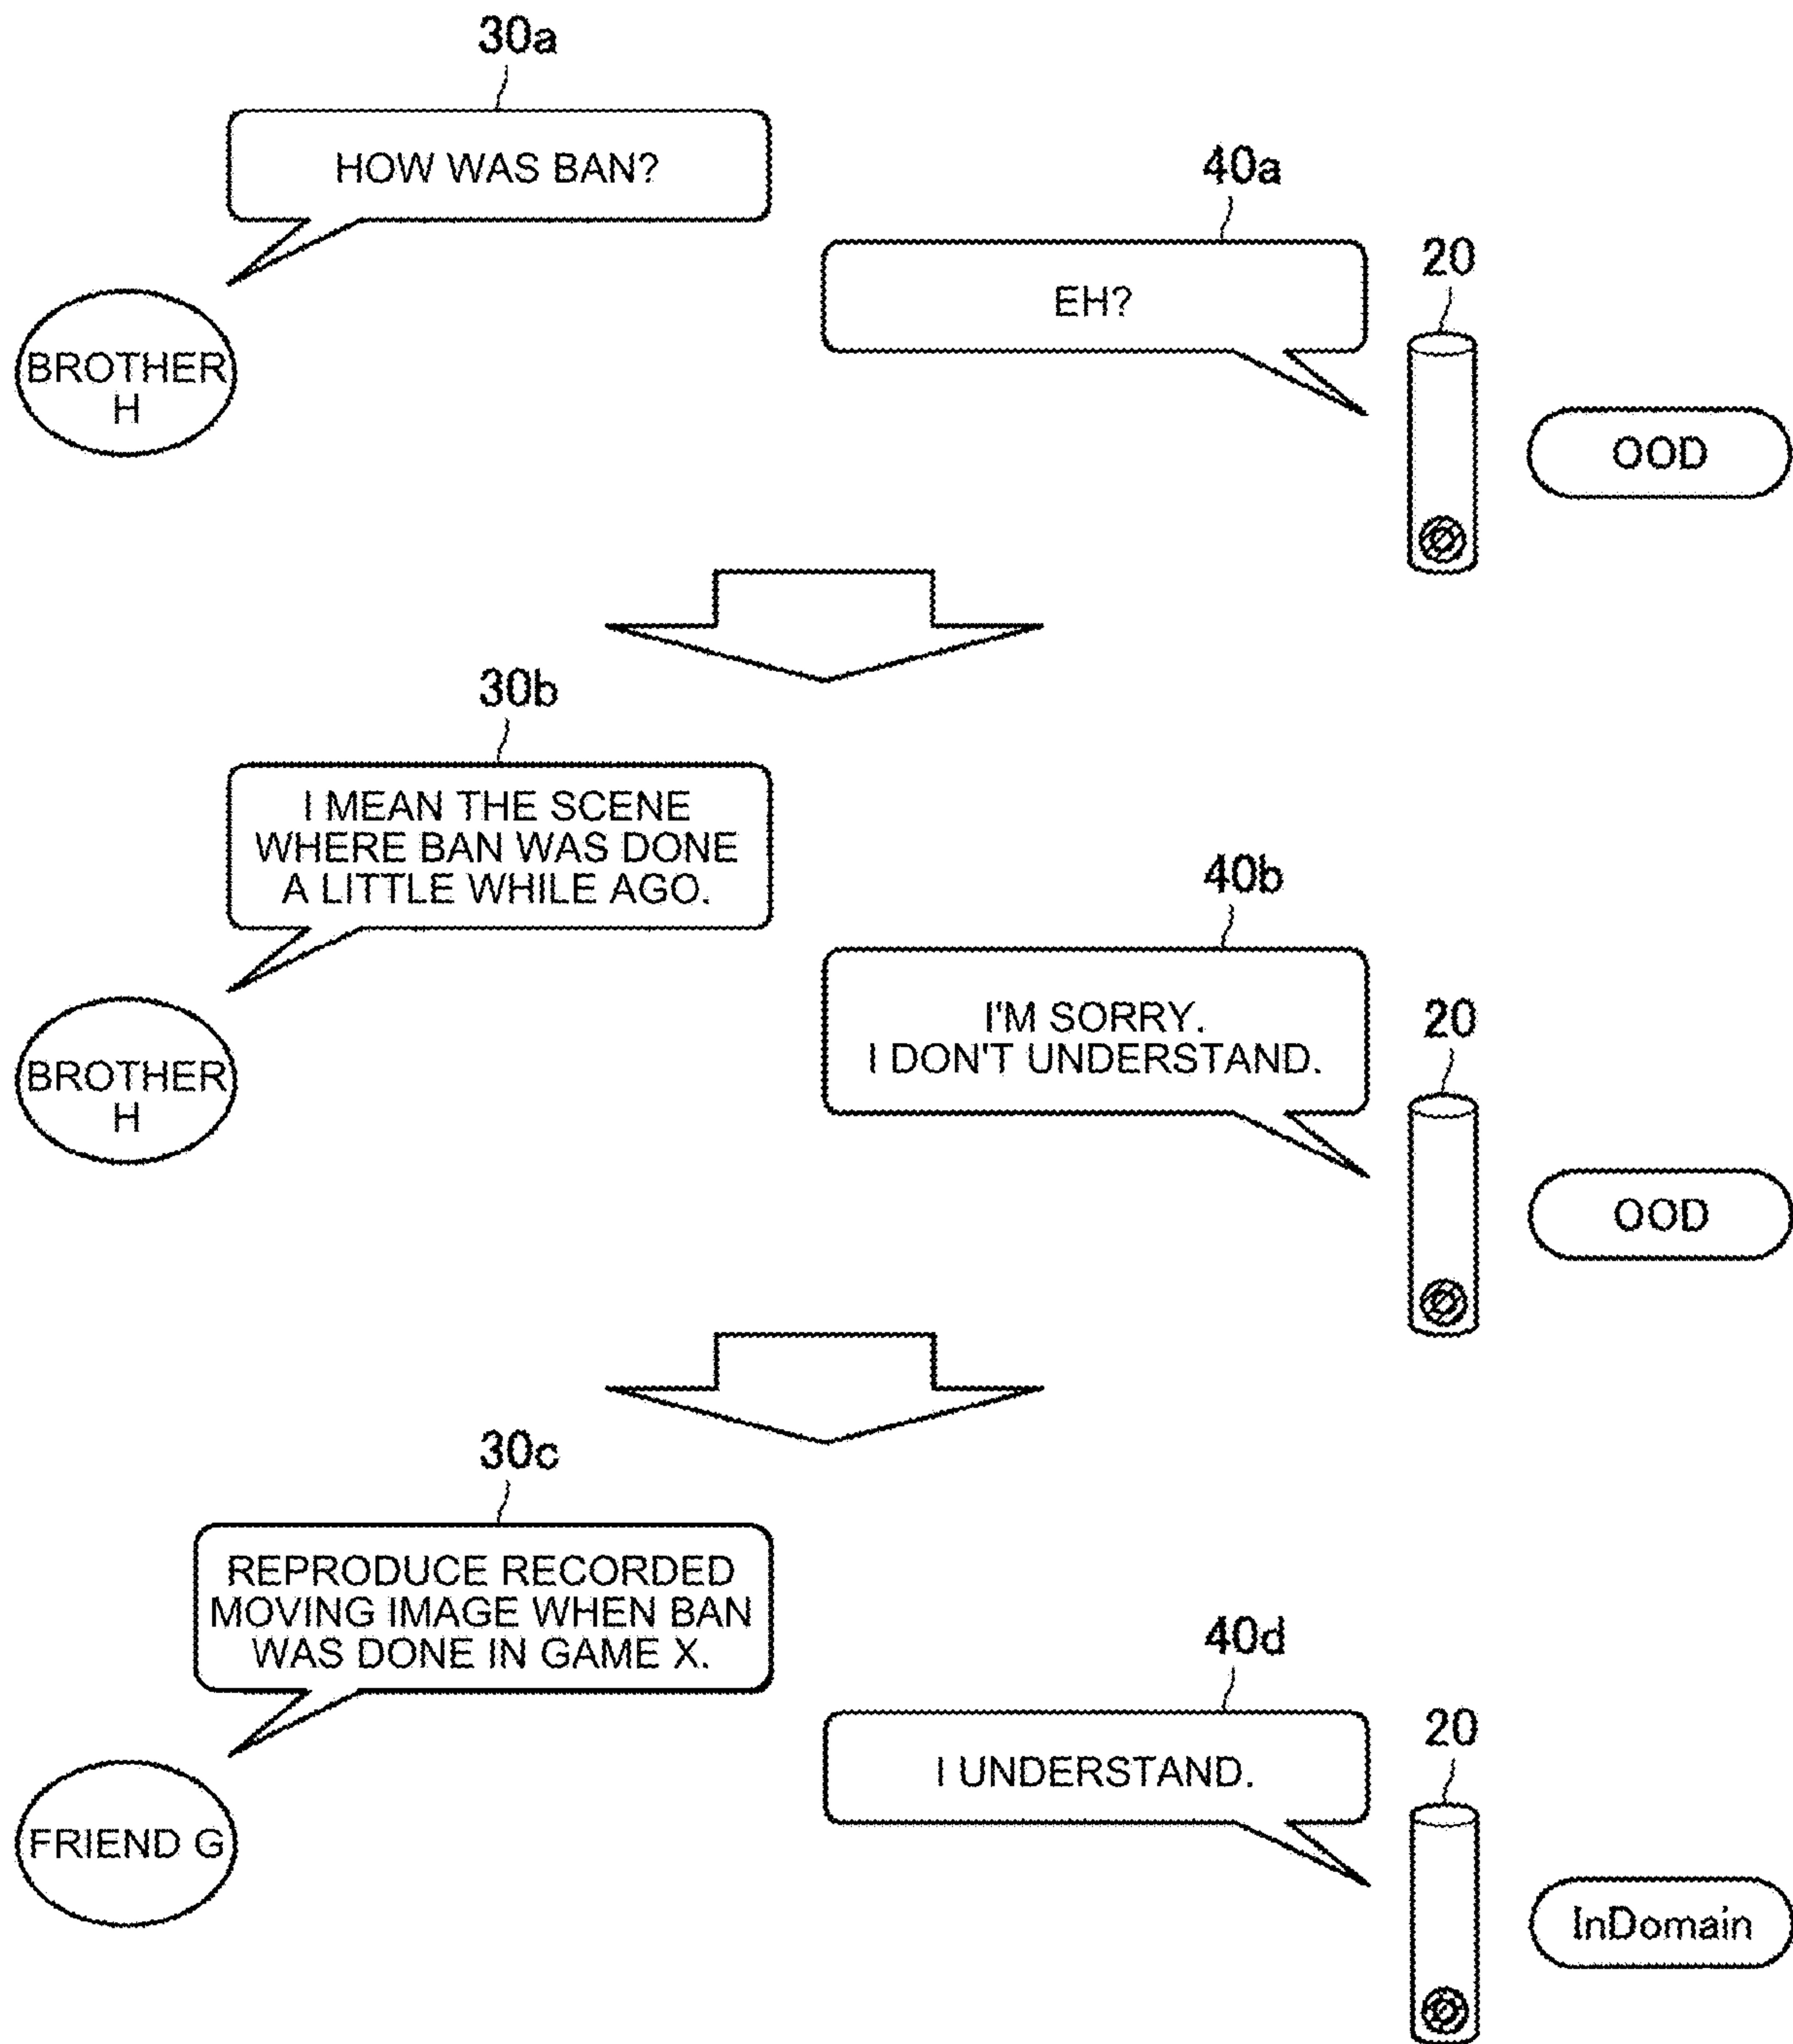 30a
HOW WAS BAN?
40a
EH?
20
BROTHER
H
OOD
30b
I MEAN THE SCENE
WHERE BAN WAS DONE
A LITTLE WHILE AGO.
40b
I'M SORRY.
I DON'T UNDERSTAND.
20
BROTHER
H
OOD
30c
REPRODUCE RECORDED
MOVING IMAGE WHEN BAN
WAS DONE IN GAME X.
40d
I UNDERSTAND.
20
FRIEND G
InDomain